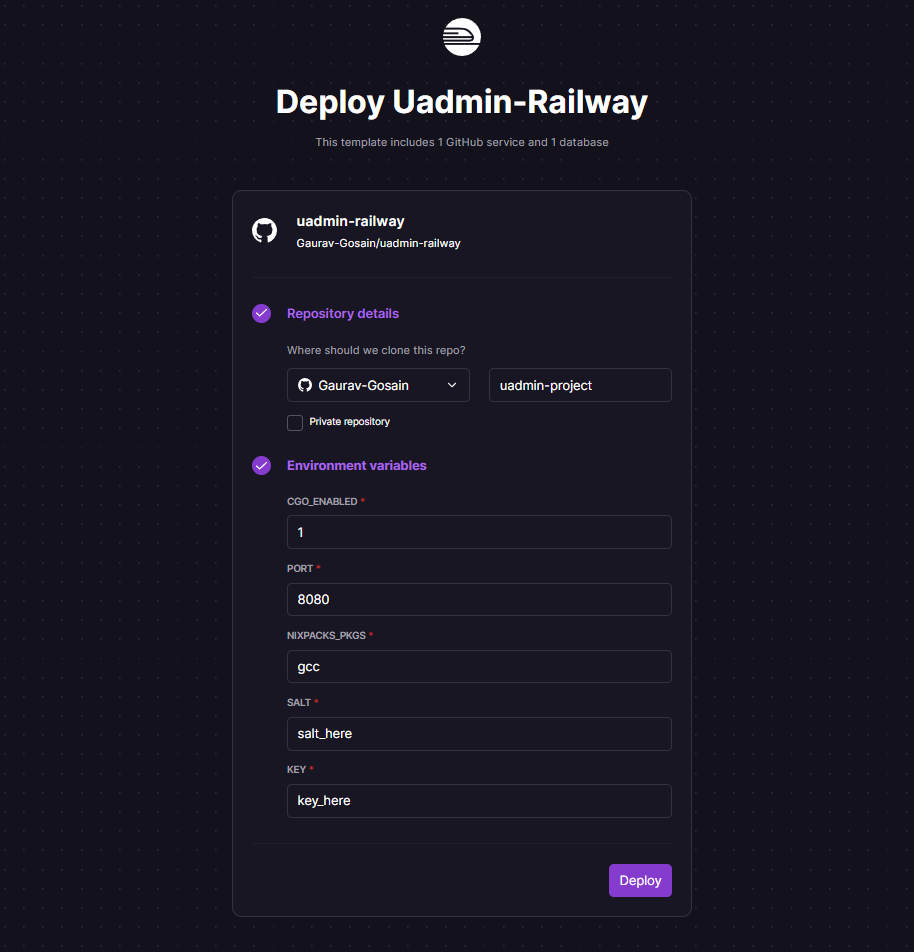 Deploy Uadmin-Railway
This template includes 1 GitHub service and 1 database
uadmin-railway
Gaurav-Gosain/uadmin-railway
Repository details
Where should we clone this repo?
Gaurav-Gosain uadmin-project
Private repository
Environment variables
CGO_ENABLED *
1
PORT *
8080
NIXPACKS_PKGS *
gcc
SALT *
salt_here
KEY *
key_here
Deploy